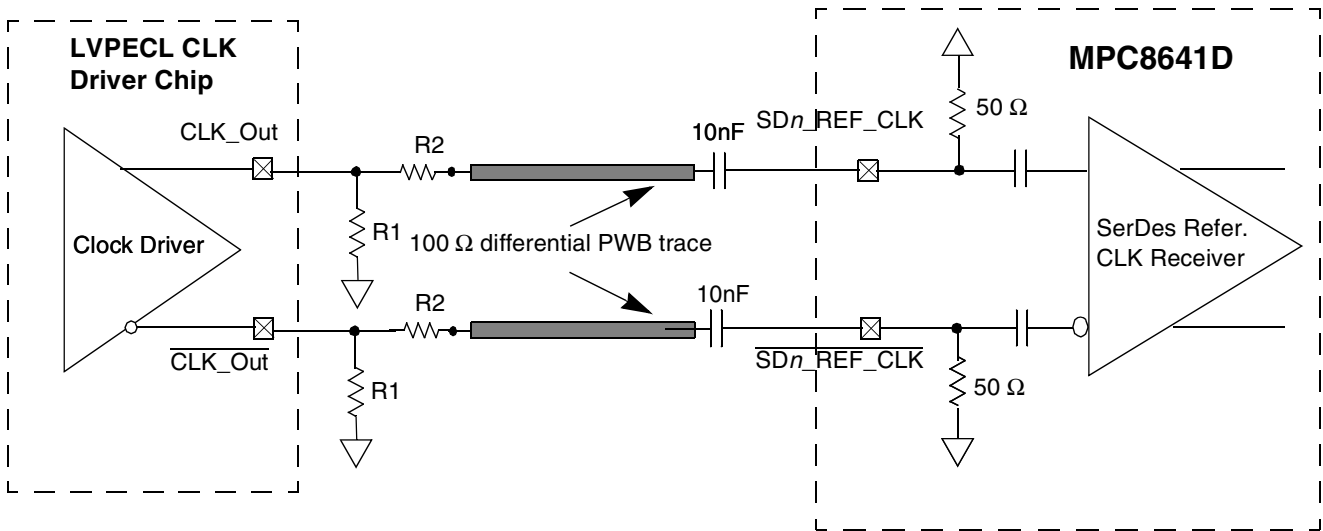 LVPECL CLK
Driver Chip
MPC8641D
CLK_Out
R2
10nF
SDn_REF_CLK
50 Ω
Clock Driver
R1
100 Ω differential PWB trace
SerDes Refer.
CLK Receiver
R2
10nF
CLK_Out
SDn_REF_CLK
R1
50 Ω